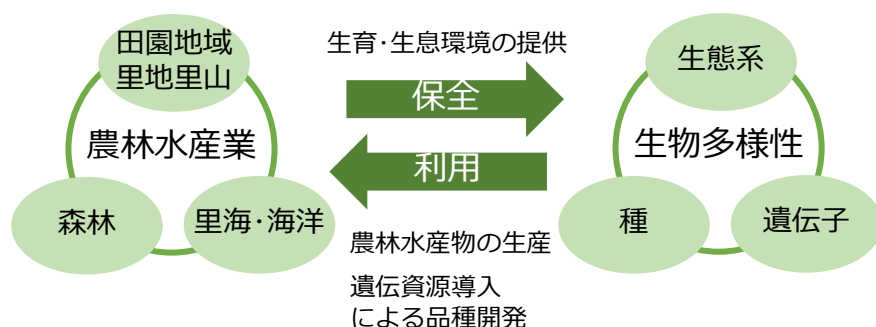 田園地域
里地里山
農林水産業
森林
里海・海洋
生育・生息環境の提供
保全
利用
農林水産物の生産
遺伝資源導入
による品種開発
生態系
生物多様性
種
遺伝子